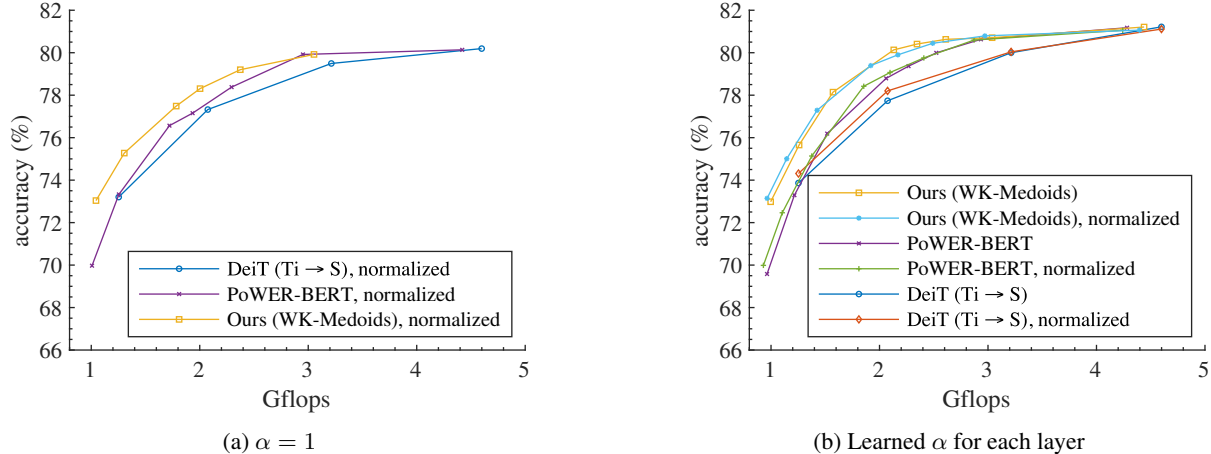 82
80
78
76
74
72
70
68
66
accuracy (%)
1 2 3 4 5
Gflops
DeiT (Ti → S), normalized
PoWER-BERT, normalized
Ours (WK-Medoids), normalized
(a) α = 1
82
80
78
76
74
72
70
68
66
accuracy (%)
1 2 3 4 5
Gflops
Ours (WK-Medoids)
Ours (WK-Medoids), normalized
PoWER-BERT
PoWER-BERT, normalized
DeiT (Ti → S)
DeiT (Ti → S), normalized
(b) Learned α for each layer